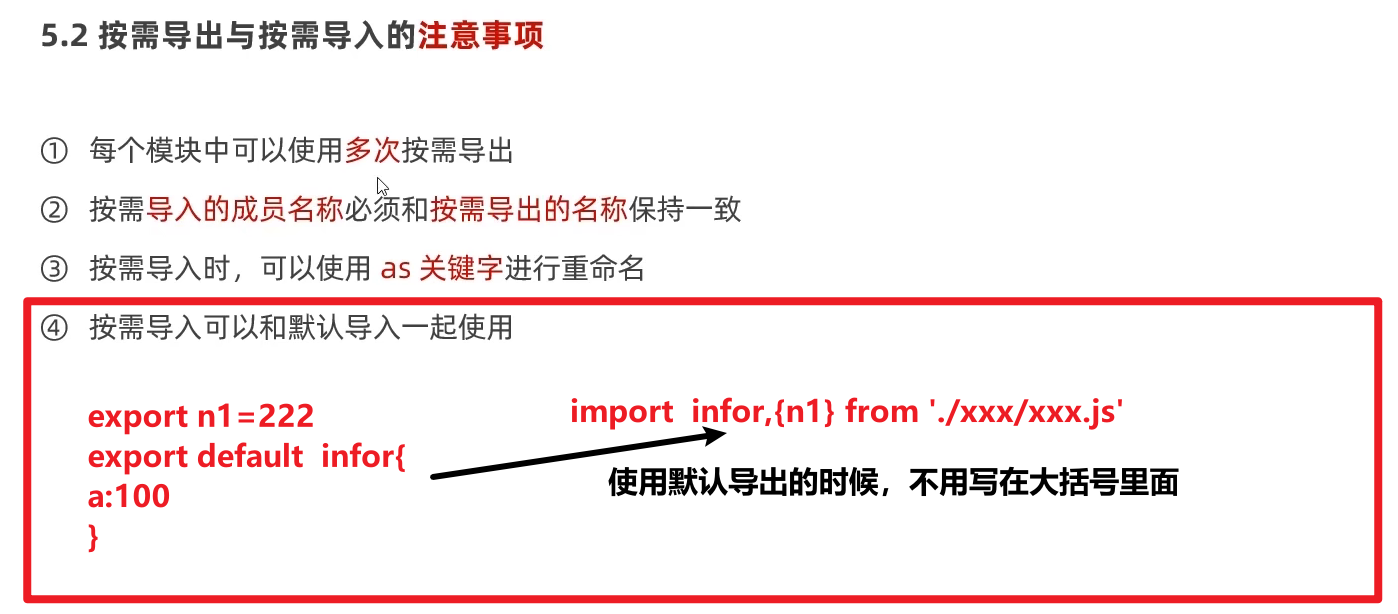 5.2 按需导出与按需导入的注意事项
① 每个模块中可以使用多次按需导出
② 按需导入的成员名称必须和按需导出的名称保持一致
③ 按需导入时，可以使用 as 关键字进行重命名
④ 按需导入可以和默认导入一起使用
export n1=222
export default infor{
a:100
}
import infor,{n1} from './xxx/xxx.js'
使用默认导出的时候，不用写在大括号里面